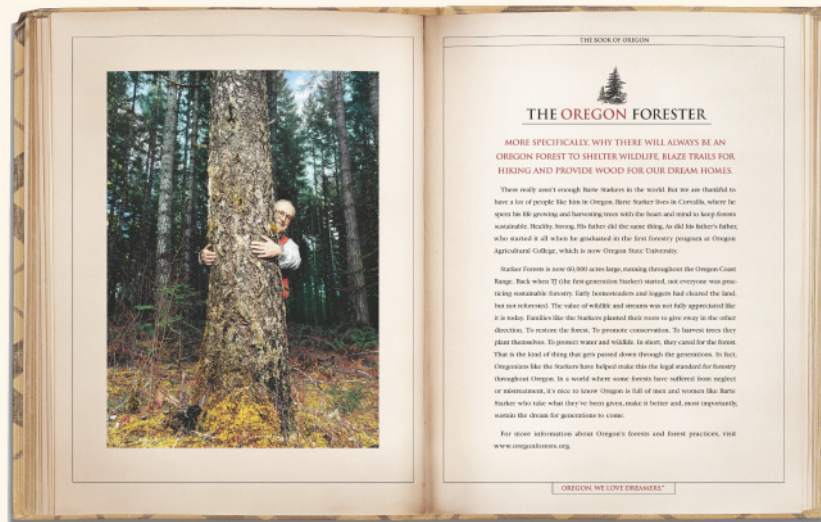 THE BOOK OF OREGON
THE OREGON FORESTER
MORE SPECIFICALLY, WHY THERE WILL ALWAYS BE AN
OREGON FOREST TO SHELTER WILDLIFE, BLAZE TRAILS FOR
HIKING AND PROVIDE WOOD FOR OUR DREAM HOMES.
There really aren't enough Barte Starkers in the world. But we are thankful to
have a lot of people like him in Oregon. Barte Starker lives in Corvallis, where he
spent his life growing and harvesting trees with the heart and mind to keep forests
sustainable. Healthy. Strong. His father did the same thing. As did his father's father,
who started it all when he graduated in the first forestry program at Oregon
Agricultural College, which is now Oregon State University.
Starker Forests is now 60,000 acres large, running throughout the Oregon Coast
Range. Back when TJ (the first-generation Starker) started, not everyone was prac-
ticing sustainable forestry. Early homesteaders and loggers had cleared the land,
but not reforested. The value of wildlife and streams was not fully appreciated like
it is today. Families like the Starkers planted their roots to give sway in the other
direction. To restore the forest. To promote conservation. To harvest trees they
plant themselves. To protect water and wildlife. In short, they cared for the forest.
That is the kind of thing that gets passed down through the generations. In fact,
Oregonians like the Starkers have helped make this the legal standard for forestry
throughout Oregon. In a world where some forests have suffered from neglect
or mistreatment, it's nice to know Oregon is full of men and women like Barte
Starker who take what they've been given, make it better and, most importantly,
sustain the dream for generations to come.
For more information about Oregon's forests and forest practices, visit
www.oregonforests.org.
OREGON. WE LOVE DREAMERS.™